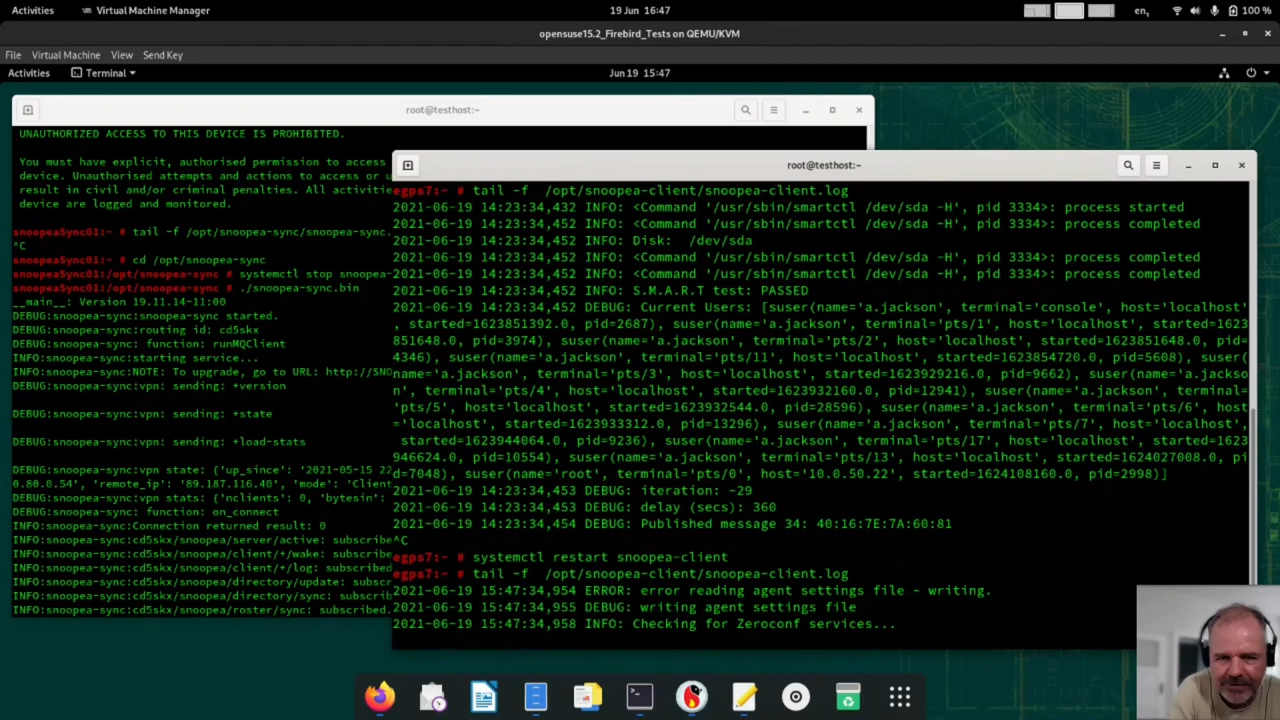 Activities
Virtual Machine Manager
19 Jun 16:47
en,
100 %
opensuse15.2_Firebird_Tests on QEMU/KVM
File Virtual Machine View Send Key
Activities
Terminal
Jun 19 15:47
root@testhost:~
UNAUTHORIZED ACCESS TO THIS DEVICE IS PROHIBITED.
You must have explicit, authorised permission to access
device. Unauthorised attempts and actions to access or u
result in civil and/or criminal penalties. All activitie
device are logged and monitored.
snoopeaSync01:~ # tail -f /opt/snoopea-sync/snoopea-sync.
^C
snoopeaSync01:~ # cd /opt/snoopea-sync
snoopeaSync01:/opt/snoopea-sync # systemctl stop snoopea-
snoopeaSync01:/opt/snoopea-sync # ./snoopea-sync.bin
__main__: Version 19.11.14-11:00
DEBUG:snoopea-sync:snoopea started.
DEBUG:snoopea-sync:routing id: cd5skx
DEBUG:snoopea-sync: function: runMQClient
INFO:snoopea-sync:starting service...
INFO:snoopea-sync:NOTE: To upgrade, go to URL: http://SNO
DEBUG:snoopea-sync:vpn: sending: +version
DEBUG:snoopea-sync:vpn: sending: +state
DEBUG:snoopea-sync:vpn: sending: +load-stats
DEBUG:snoopea-sync:vpn state: {'up_since': '2021-05-15 22
0.80.0.54', 'remote_ip': '89.187.116.40', 'mode': 'Client
DEBUG:snoopea-sync:vpn stats: {'nclients': 0, 'bytesin':
DEBUG:snoopea-sync: function: on_connect
INFO:snoopea-sync:Connection returned result: 0
INFO:snoopea-sync:cd5skx/snoopea/server/active: subscribe
INFO:snoopea-sync:cd5skx/snoopea/client/+/wake: subscribe
INFO:snoopea-sync:cd5skx/snoopea/client/+/log: subscribed
INFO:snoopea-sync:cd5skx/snoopea/directory/update: subscr
INFO:snoopea-sync:cd5skx/snoopea/directory/sync: subscrib
INFO:snoopea-sync:cd5skx/snoopea/roster/sync: subscribed.
root@testhost:~
egps7:~ # tail -f /opt/snoopea-client/snoopea-client.log
2021-06-19 14:23:34,432 INFO: <Command '/usr/sbin/smartctl /dev/sda -H', pid 3334>: process started
2021-06-19 14:23:34,452 INFO: <Command '/usr/sbin/smartctl /dev/sda -H', pid 3334>: process completed
2021-06-19 14:23:34,452 INFO: Disk: /dev/sda
2021-06-19 14:23:34,452 INFO: <Command '/usr/sbin/smartctl /dev/sda -H', pid 3334>: process completed
2021-06-19 14:23:34,452 INFO: <Command '/usr/sbin/smartctl /dev/sda -H', pid 3334>: process completed
2021-06-19 14:23:34,452 INFO: S.M.A.R.T test: PASSED
2021-06-19 14:23:34,452 DEBUG: Current Users: [suser(name='a.jackson', terminal='console', host='localhost'
, started=1623851392.0, pid=2687), suser(name='a.jackson', terminal='pts/1', host='localhost', started=1623
851648.0, pid=3974), suser(name='a.jackson', terminal='pts/2', host='localhost', started=1623851648.0, pid=
4346), suser(name='a.jackson', terminal='pts/11', host='localhost', started=1623854720.0, pid=5608), suser(
name='a.jackson', terminal='pts/3', host='localhost', started=1623929216.0, pid=9662), suser(name='a.jackso
n', terminal='pts/4', host='localhost', started=1623932160.0, pid=12941), suser(name='a.jackson', terminal=
'pts/5', host='localhost', started=1623932544.0, pid=28596), suser(name='a.jackson', terminal='pts/6', host
='localhost', started=1623933312.0, pid=13296), suser(name='a.jackson', terminal='pts/7', host='localhost',
started=1623944064.0, pid=9236), suser(name='a.jackson', terminal='pts/17', host='localhost', started=1623
946624.0, pid=10554), suser(name='a.jackson', terminal='pts/13', host='localhost', started=1624027008.0, pi
d=7048), suser(name='root', terminal='pts/0', host='10.0.50.22', started=1624108160.0, pid=2998)]
2021-06-19 14:23:34,453 DEBUG: iteration: -29
2021-06-19 14:23:34,453 DEBUG: delay (secs): 360
2021-06-19 14:23:34,454 DEBUG: Published message 34: 40:16:7E:7A:60:81
^C
egps7:~ # systemctl restart snoopea-client
egps7:~ # tail -f /opt/snoopea-client/snoopea-client.log
2021-06-19 15:47:34,954 ERROR: error reading agent settings file - writing.
2021-06-19 15:47:34,955 DEBUG: writing agent settings file
2021-06-19 15:47:34,958 INFO: Checking for Zeroconf services...